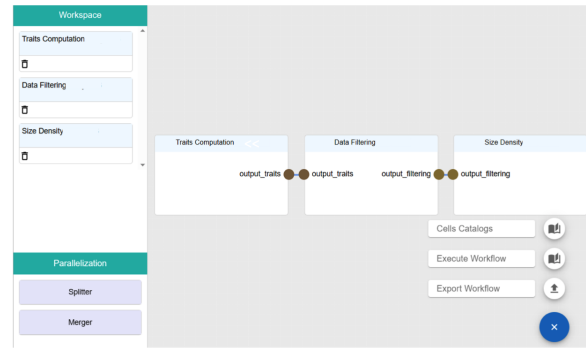 Workspace
Traits Computation
Data Filtering
Size Density
Parallelization
Splitter
Merger
Traits Computation
<<
Data Filtering
Size Density
output_traits
output_traits
output_filtering
output_filtering
Cells Catalogs
Execute Workflow
Export Workflow
×